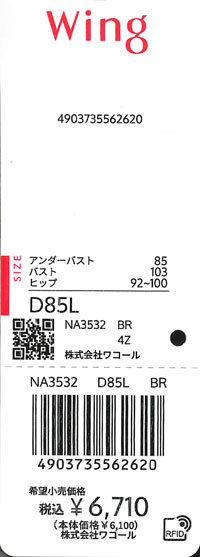 Wing
4903735562620
SIZE
アンダーバスト 85
バスト 103
ヒップ 92~100
D85L
NA3532 BR
4Z
株式会社ワコール
NA3532 D85L BR
4903735562620
希望小売価格
税込 ¥6,710
(本体価格¥6,100)
株式会社ワコール
RFID